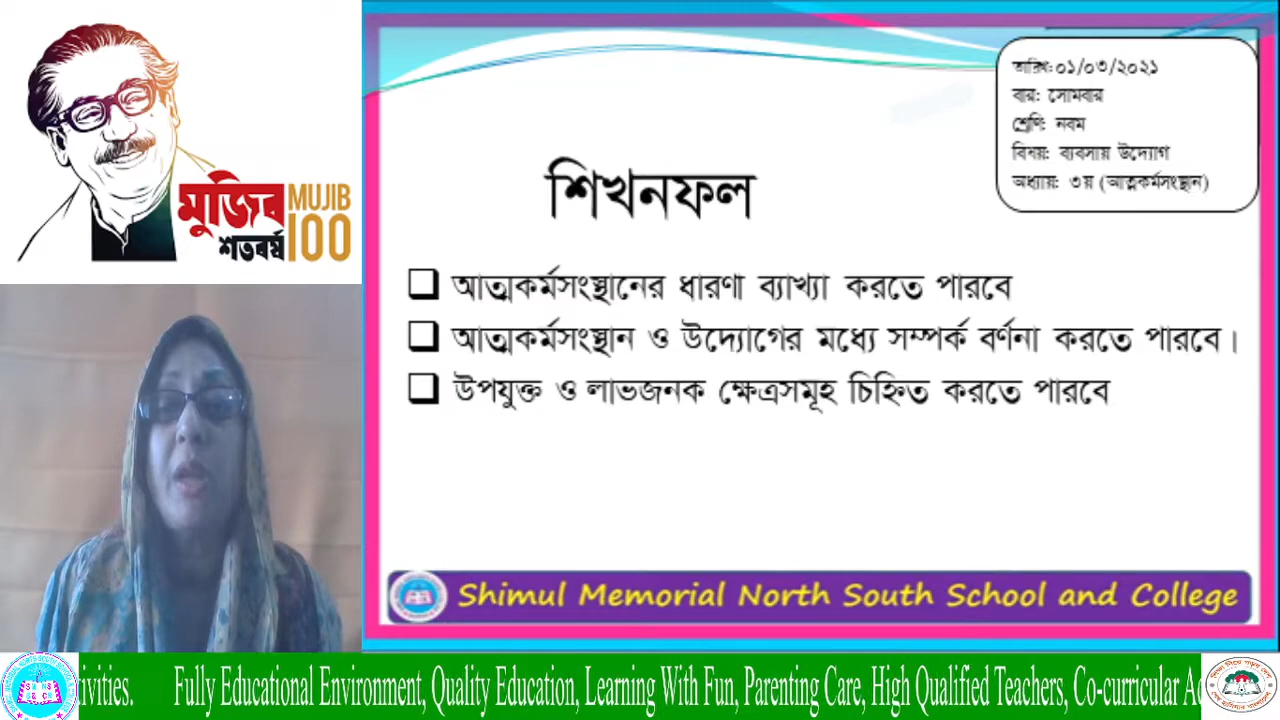 মুজিব
শতবর্ষ
MUJIB
100
তারিখ: ০১/০৩/২০২১
বার: সোমবার
শ্রেণি: নবম
বিষয়: ব্যবসায় উদ্যোগ
অধ্যায়: ৩য় (আত্মকর্মসংস্থান)
শিখনফল
আত্মকর্মসংস্থানের ধারণা ব্যাখ্যা করতে পারবে
আত্মকর্মসংস্থান ও উদ্যোগের মধ্যে সম্পর্ক বর্ণনা করতে পারবে।
উপযুক্ত ও লাভজনক ক্ষেত্রসমূহ চিহ্নিত করতে পারবে
Shimul Memorial North South School and College
ivities. Fully Educational Environment, Quality Education, Learning With Fun, Parenting Care, High Qualified Teachers, Co-curricular Ac